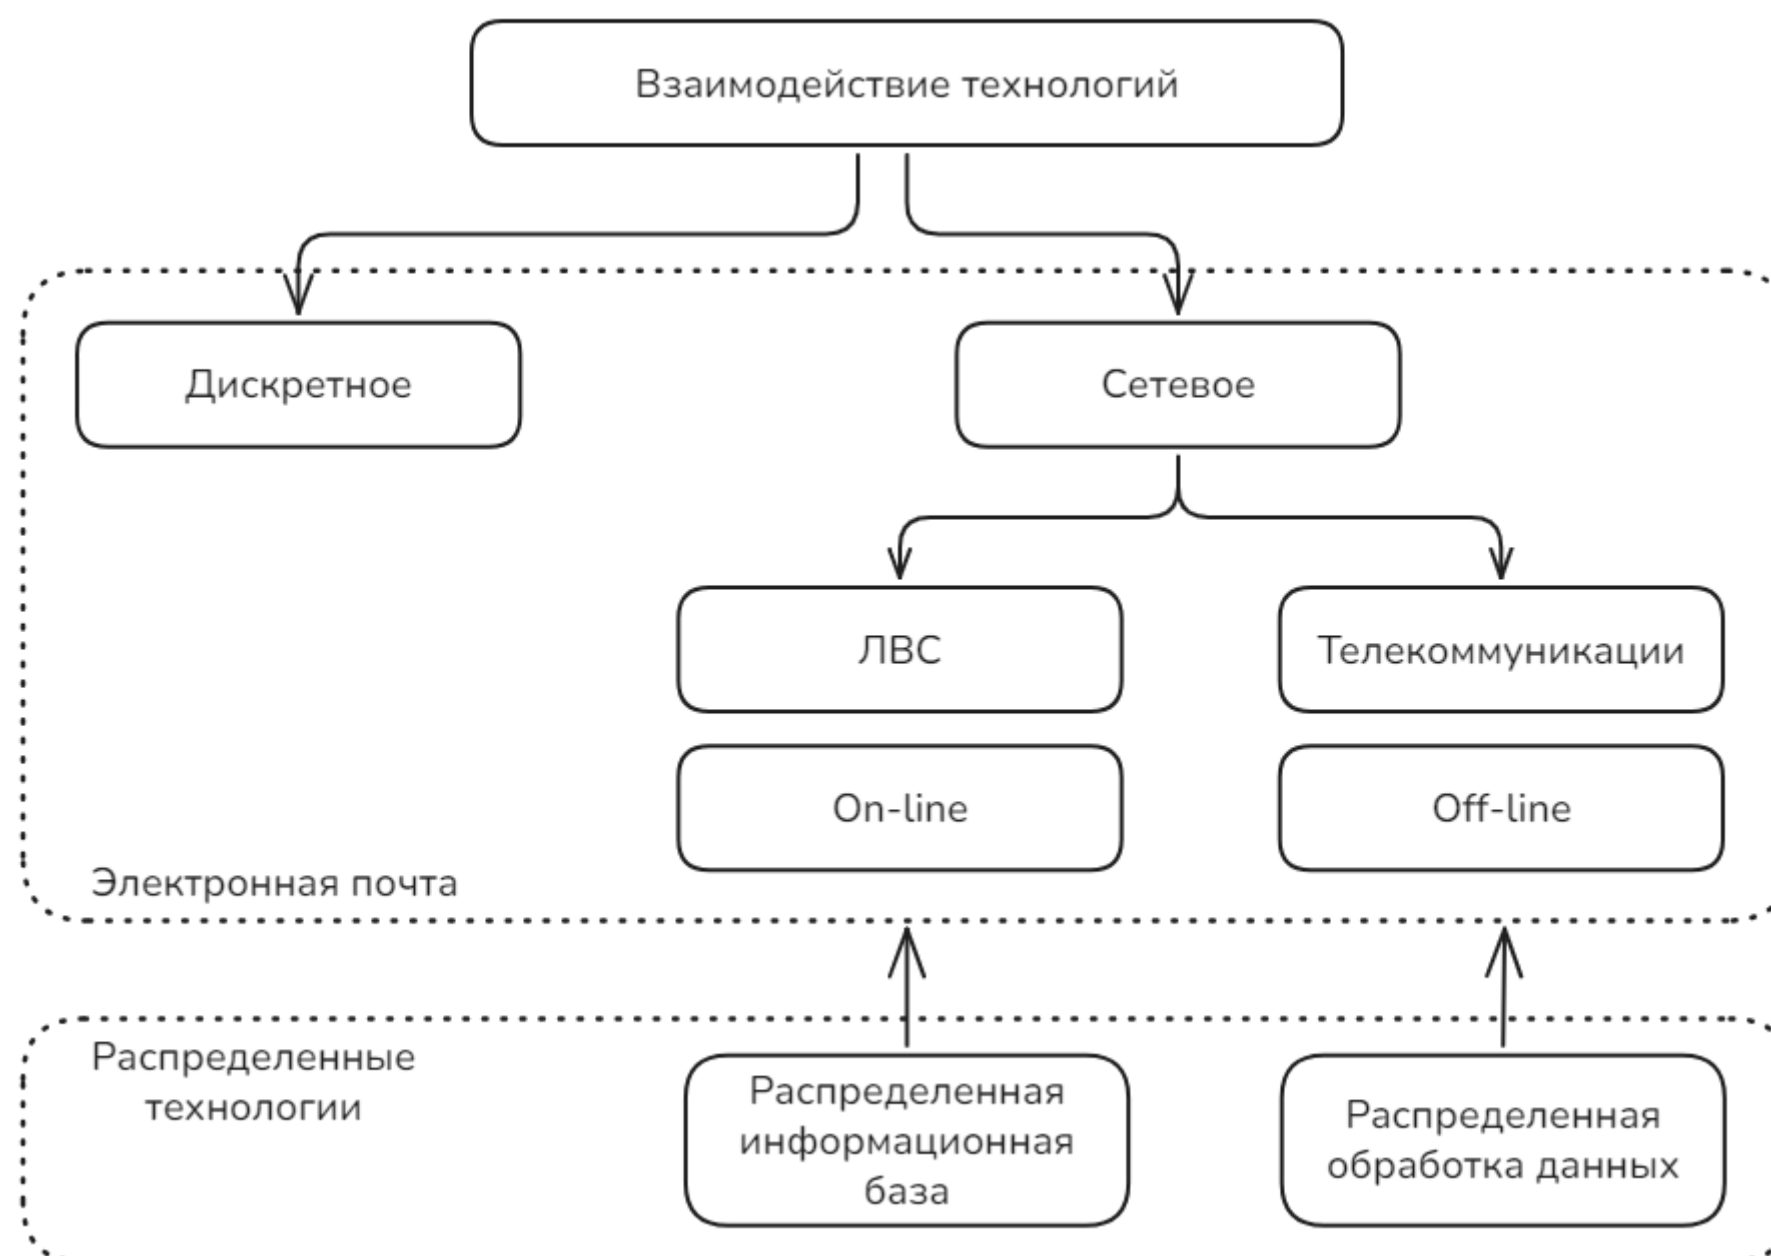 Взаимодействие технологий
Дискретное
Сетевое
ЛВС
Телекоммуникации
On-line
Off-line
Электронная почта
Распределенные
технологии
Распределенная
информационная
база
Распределенная
обработка данных